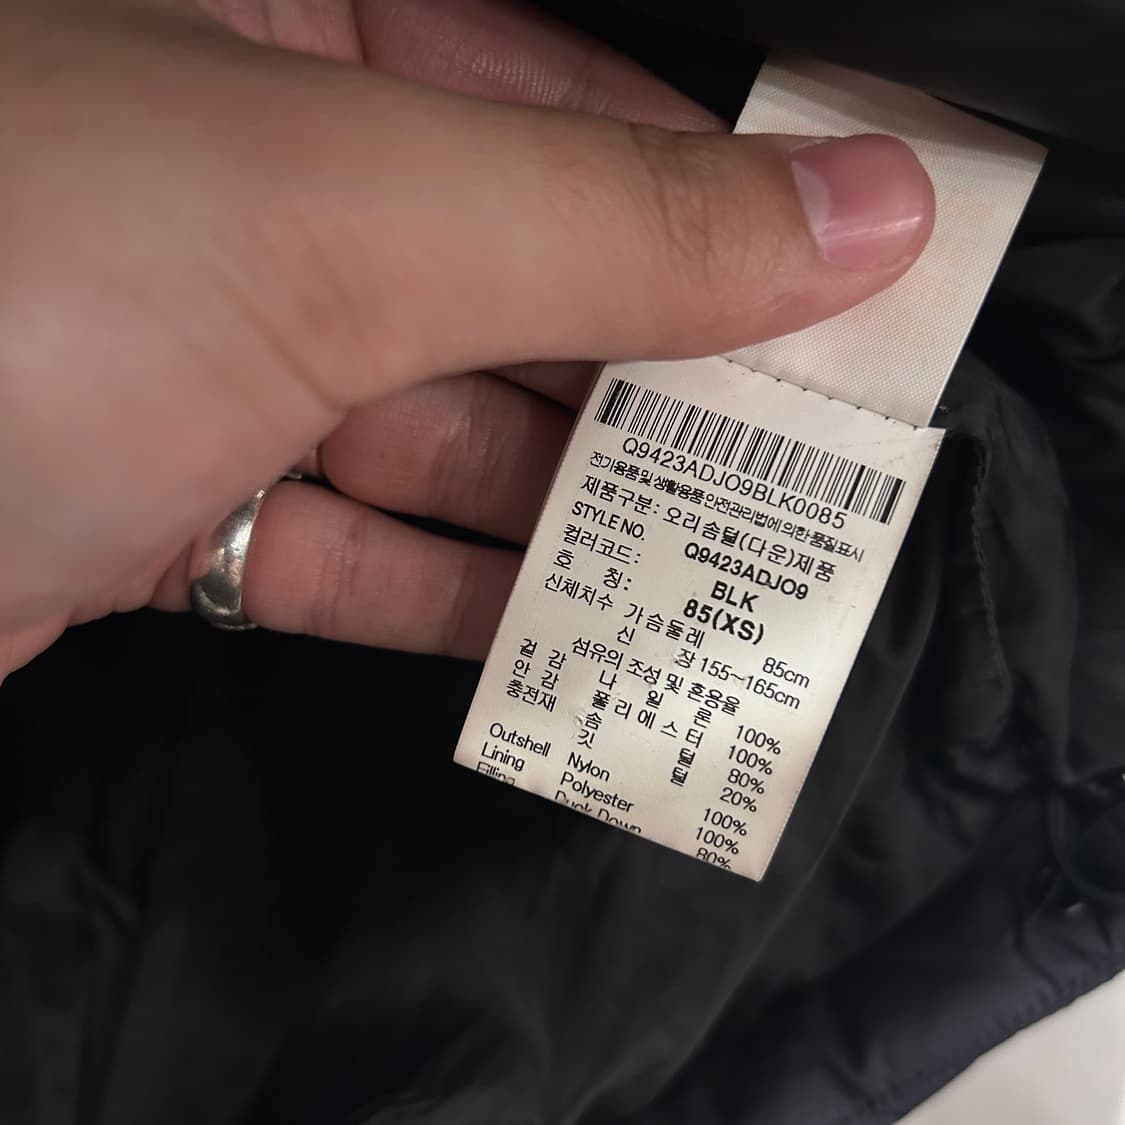 Q9423ADJO9BLK0085
전기용품 및 생활용품 안전관리법에 의한 품질표시
제품구분: 오리솜털(다운)제품
STYLE NO. Q9423ADJO9
컬러코드: BLK
호 칭: 85(XS)
신체치수 가슴둘레 85cm
신 장 155~165cm
섬유의 조성 및 혼용율
겉 감 나 일 론 100%
안 감 폴 리 에 스 터 100%
충전재 솜 털 80%
깃 털 20%
Outshell Nylon 100%
Lining Polyester 100%
Filling Duck Down 80%